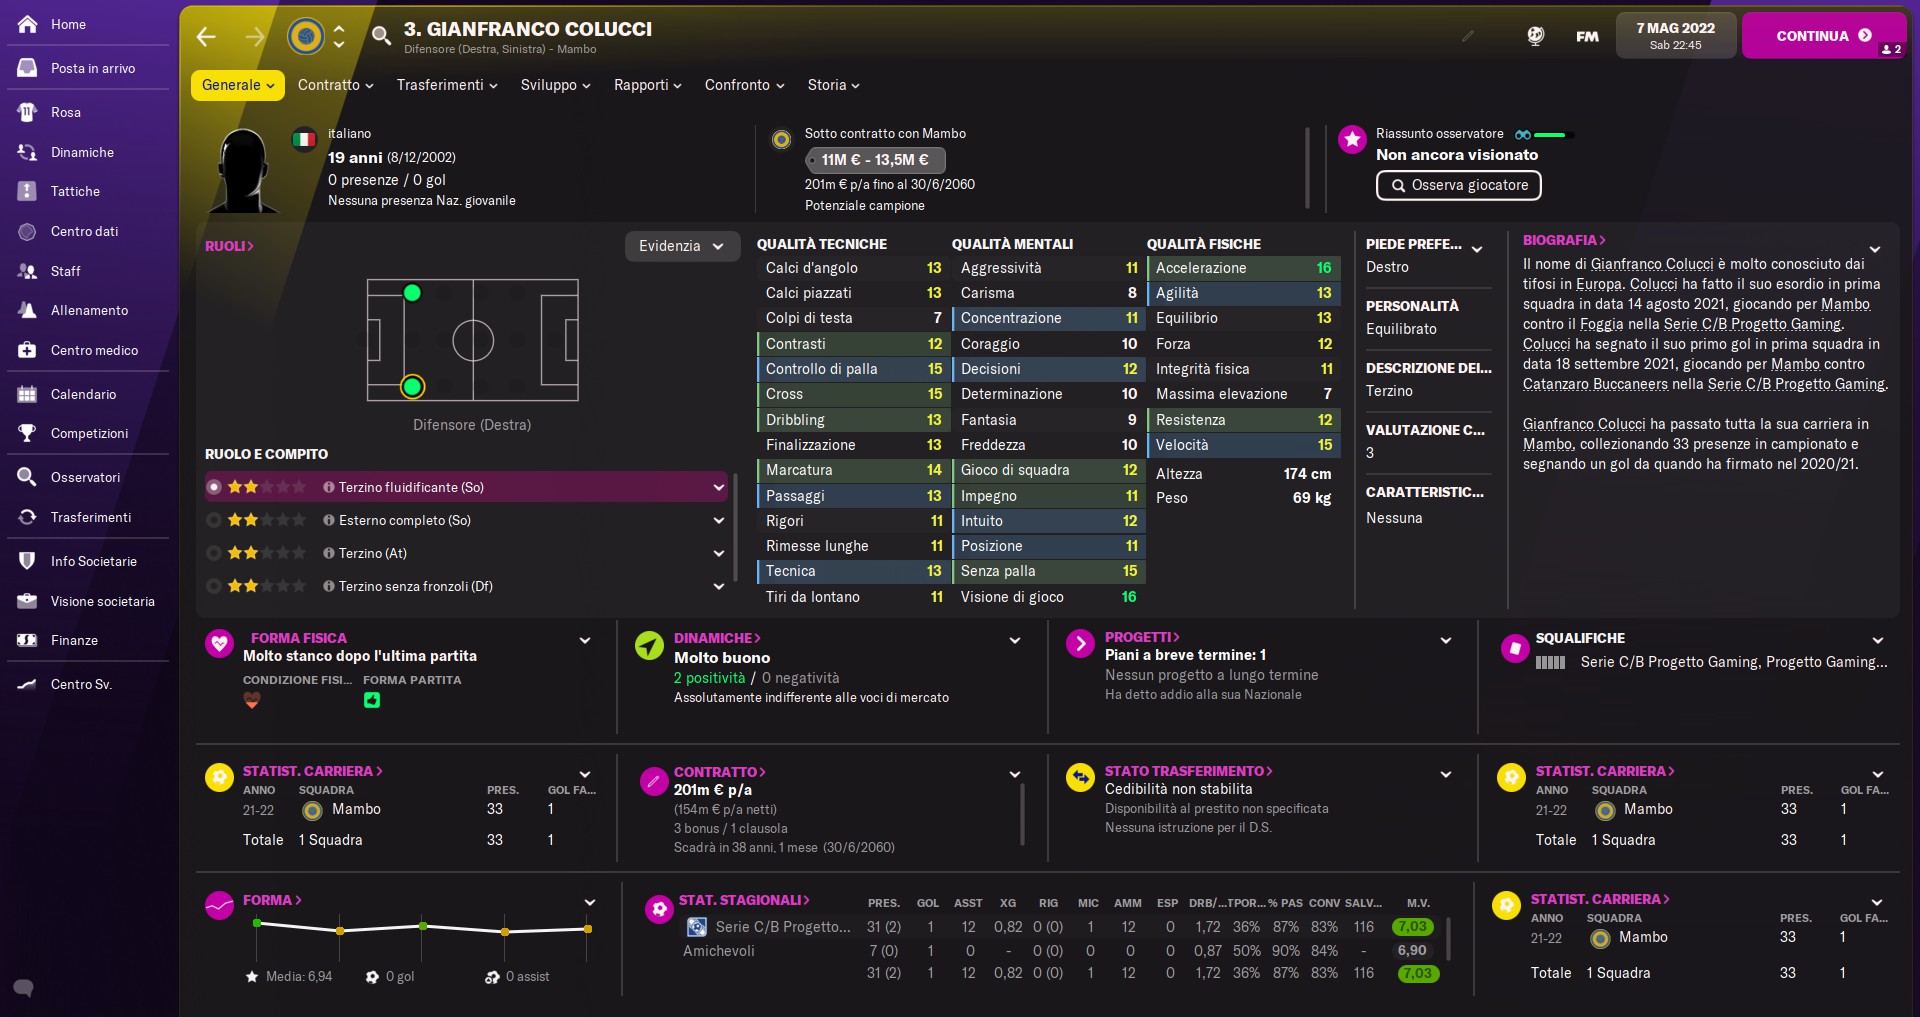 Home
Posta in arrivo
Rosa
Dinamiche
Tattiche
Centro dati
Staff
Allenamento
Centro medico
Calendario
Competizioni
Osservatori
Trasferimenti
Info Societarie
Visione societaria
Finanze
Centro Sv.
3. GIANFRANCO COLUCCI
Difensore (Destra, Sinistra) - Mambo
FM
7 MAG 2022
Sab 22:45
CONTINUA
2
Generale
Contratto
Trasferimenti
Sviluppo
Rapporti
Confronto
Storia
italiano
19 anni (8/12/2002)
0 presenze / 0 gol
Nessuna presenza Naz. giovanile
Sotto contratto con Mambo
11M € - 13,5M €
201m € p/a fino al 30/6/2060
Potenziale campione
Riassunto osservatore
Non ancora visionato
Osserva giocatore
RUOLI
Evidenzia
Difensore (Destra)
RUOLO E COMPITO
Terzino fluidificante (So)
Esterno completo (So)
Terzino (At)
Terzino senza fronzoli (Df)
QUALITÀ TECNICHE
Calci d'angolo 13
Calci piazzati 13
Colpi di testa 7
Contrasti 12
Controllo di palla 15
Cross 15
Dribbling 13
Finalizzazione 13
Marcatura 14
Passaggi 13
Rigori 11
Rimesse lunghe 11
Tecnica 13
Tiri da lontano 11
QUALITÀ MENTALI
Aggressività 11
Carisma 8
Concentrazione 11
Coraggio 10
Decisioni 12
Determinazione 10
Fantasia 9
Freddezza 10
Gioco di squadra 12
Impegno 11
Intuito 12
Posizione 11
Senza palla 15
Visione di gioco 16
QUALITÀ FISICHE
Accelerazione 16
Agilità 13
Equilibrio 13
Forza 12
Integrità fisica 11
Massima elevazione 7
Resistenza 12
Velocità 15
Altezza 174 cm
Peso 69 kg
PIEDE PREFE...
Destro
PERSONALITÀ
Equilibrato
DESCRIZIONE DEI...
Terzino
VALUTAZIONE C...
3
CARATTERISTIC...
Nessuna
BIOGRAFIA
Il nome di Gianfranco Colucci è molto conosciuto dai
tifosi in Europa. Colucci ha fatto il suo esordio in prima
squadra in data 14 agosto 2021, giocando per Mambo
contro il Foggia nella Serie C/B Progetto Gaming.
Colucci ha segnato il suo primo gol in prima squadra in
data 18 settembre 2021, giocando per Mambo contro
Catanzaro Buccaneers nella Serie C/B Progetto Gaming.
Gianfranco Colucci ha passato tutta la sua carriera in
Mambo, collezionando 33 presenze in campionato e
segnando un gol da quando ha firmato nel 2020/21.
FORMA FISICA
Molto stanco dopo l'ultima partita
CONDIZIONE FISI... FORMA PARTITA
DINAMICHE
Molto buono
2 positività / 0 negatività
Assolutamente indifferente alle voci di mercato
PROGETTI
Piani a breve termine: 1
Nessun progetto a lungo termine
Ha detto addio alla sua Nazionale
SQUALIFICHE
Serie C/B Progetto Gaming, Progetto Gaming...
STATIST. CARRIERA
ANNO SQUADRA PRES. GOL FA...
21-22 Mambo 33 1
Totale 1 Squadra 33 1
CONTRATTO
201m € p/a
(154m € p/a netti)
3 bonus / 1 clausola
Scadrà in 38 anni, 1 mese (30/6/2060)
STATO TRASFERIMENTO
Cedibilità non stabilita
Disponibilità al prestito non specificata
Nessuna istruzione per il D.S.
STATIST. CARRIERA
ANNO SQUADRA PRES. GOL FA...
21-22 Mambo 33 1
Totale 1 Squadra 33 1
FORMA
Media: 6,94 0 gol 0 assist
STAT. STAGIONALI PRES. GOL ASST XG RIG MIC AMM ESP DRB/... TPOR... % PAS CONV SALV... M.V.
Serie C/B Progetto... 31 (2) 1 12 0,82 0 (0) 1 12 0 1,72 36% 87% 83% 116 7,03
Amichevoli 7 (0) 1 0 - 0 (0) 0 0 0 0,87 50% 90% 84% - 6,90
31 (2) 1 12 0,82 0 (0) 1 12 0 1,72 36% 87% 83% 116 7,03
STATIST. CARRIERA
ANNO SQUADRA PRES. GOL FA...
21-22 Mambo 33 1
Totale 1 Squadra 33 1